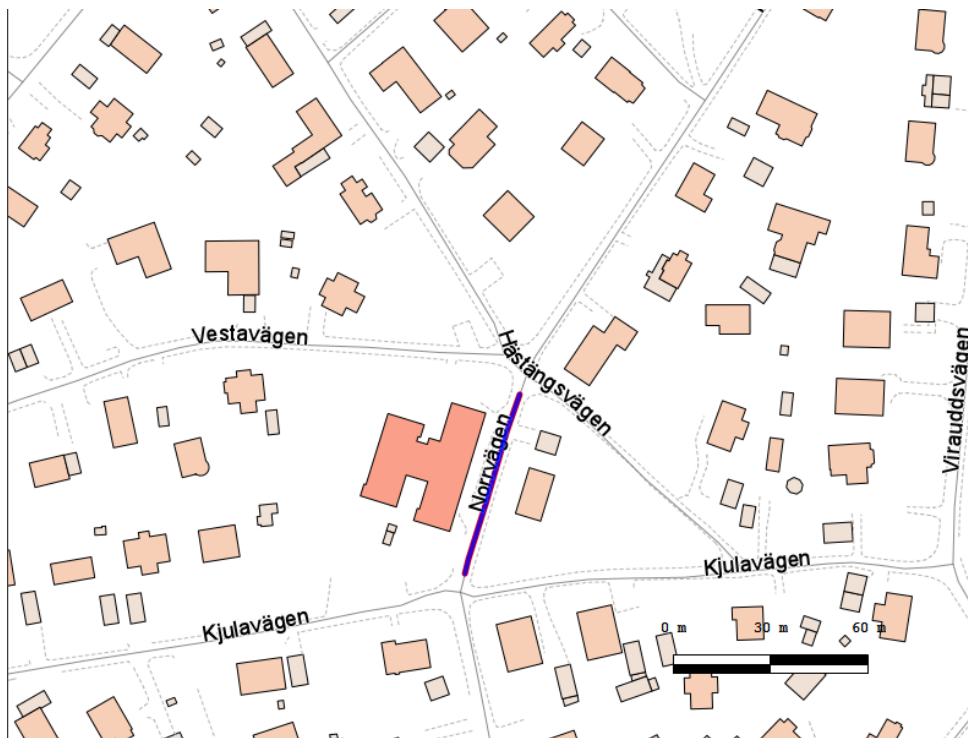 Vestavägen
Hästängsvägen
Norrvägen
Virauddsvägen
Kjulavägen
Kjulavägen
0 m 30 m 60 m